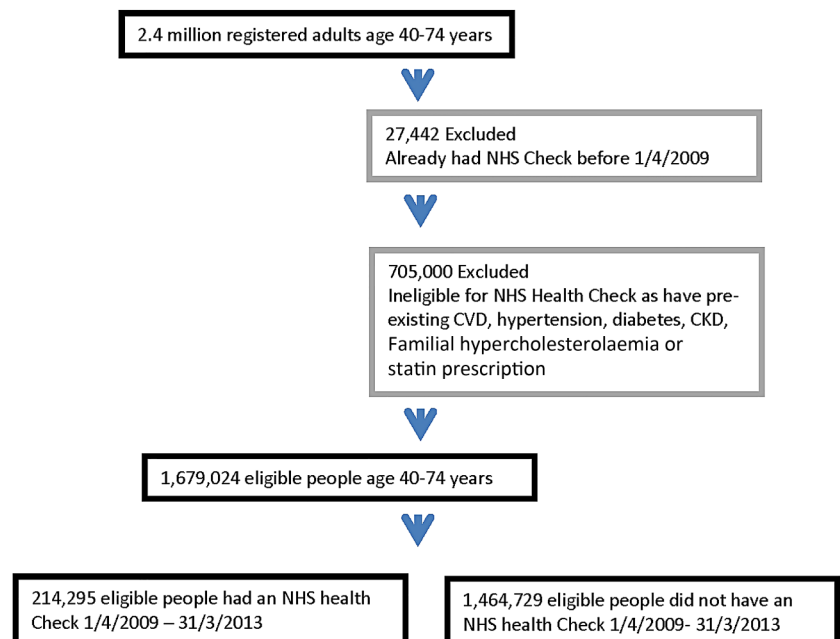 2.4 million registered adults age 40-74 years
27,442 Excluded
Already had NHS Check before 1/4/2009
705,000 Excluded
Ineligible for NHS Health Check as have pre-
existing CVD, hypertension, diabetes, CKD,
Familial hypercholesterolaemia or
statin prescription
1,679,024 eligible people age 40-74 years
214,295 eligible people had an NHS health
Check 1/4/2009 – 31/3/2013
1,464,729 eligible people did not have an
NHS health Check 1/4/2009- 31/3/2013